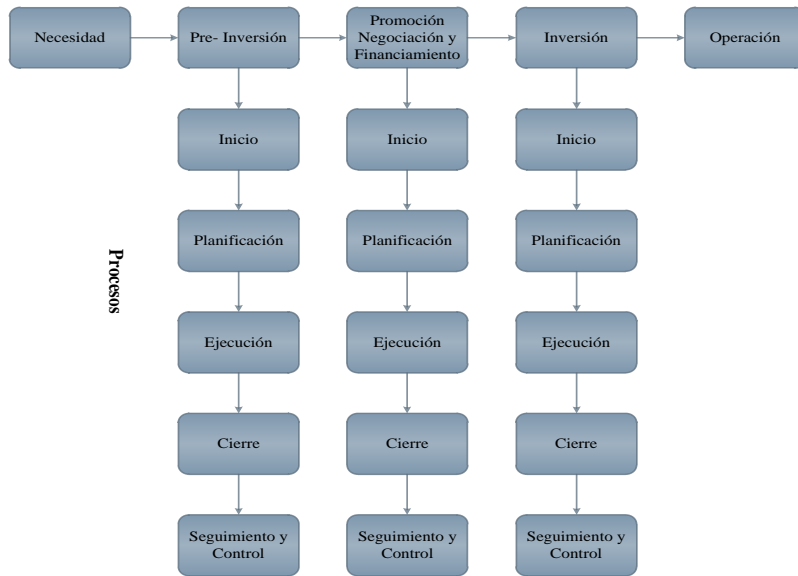 Necesidad
Pre- Inversión
Promoción
Negociación y
Financiamiento
Inversión
Operación
Inicio
Inicio
Inicio
Planificación
Planificación
Planificación
Procesos
Ejecución
Ejecución
Ejecución
Cierre
Cierre
Cierre
Seguimiento y
Control
Seguimiento y
Control
Seguimiento y
Control